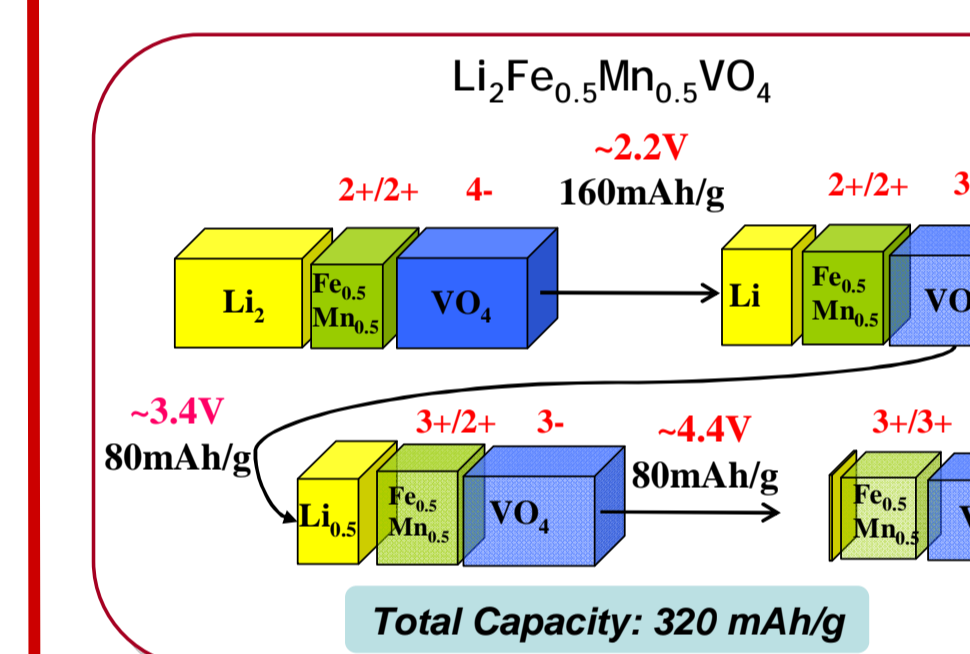 Li₂Fe₀.₅Mn₀.₅VO₄
~2.2V
160mAh/g
2+/2+ 4-
2+/2+ 3
Li₂
Fe₀.₅
Mn₀.₅
VO₄
Li
Fe₀.₅
Mn₀.₅
VO
~3.4V
80mAh/g
3+/2+ 3-
~4.4V
80mAh/g
3+/3+
Li₀.₅
Fe₀.₅
Mn₀.₅
VO₄
Fe₀.₅
Mn₀.₅
Total Capacity: 320 mAh/g